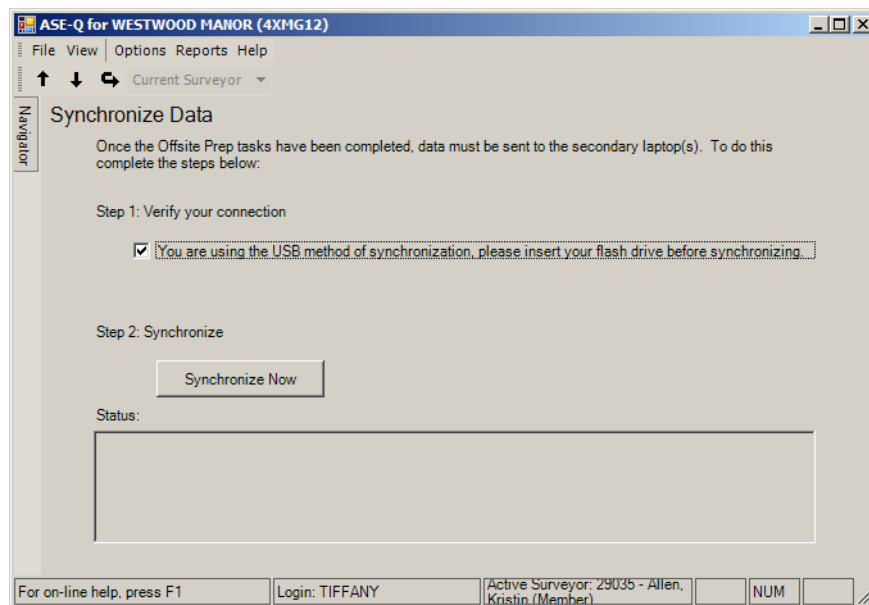 ASE-Q for WESTWOOD MANOR (4XMG12)
File View Options Reports Help
Current Surveyor
Navigator
Synchronize Data
Once the Offsite Prep tasks have been completed, data must be sent to the secondary laptop(s). To do this
complete the steps below:
Step 1: Verify your connection
You are using the USB method of synchronization, please insert your flash drive before synchronizing.
Step 2: Synchronize
Synchronize Now
Status:
For on-line help, press F1
Login: TIFFANY
Active Surveyor: 29035 - Allen,
Kristin (Member)
NUM